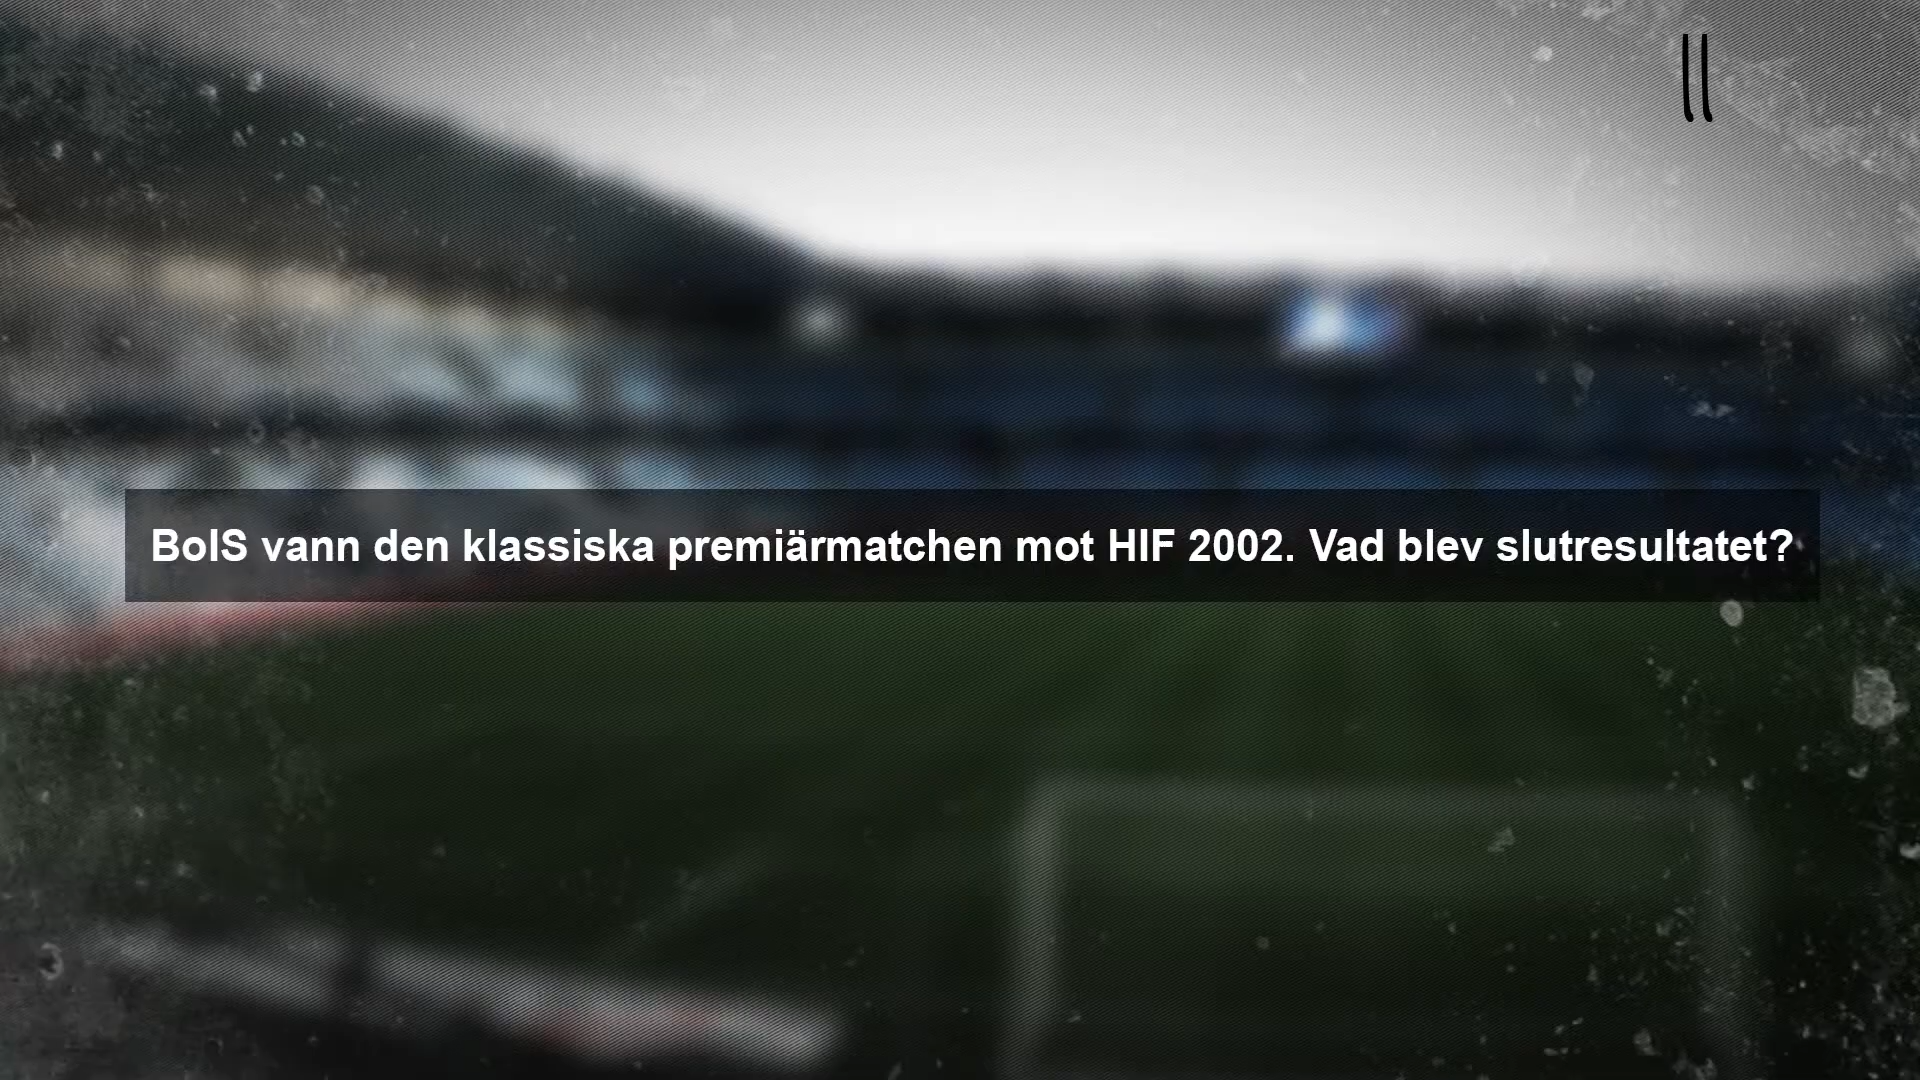 BoIS vann den klassiska premiärmatchen mot HIF 2002. Vad blev slutresultatet?